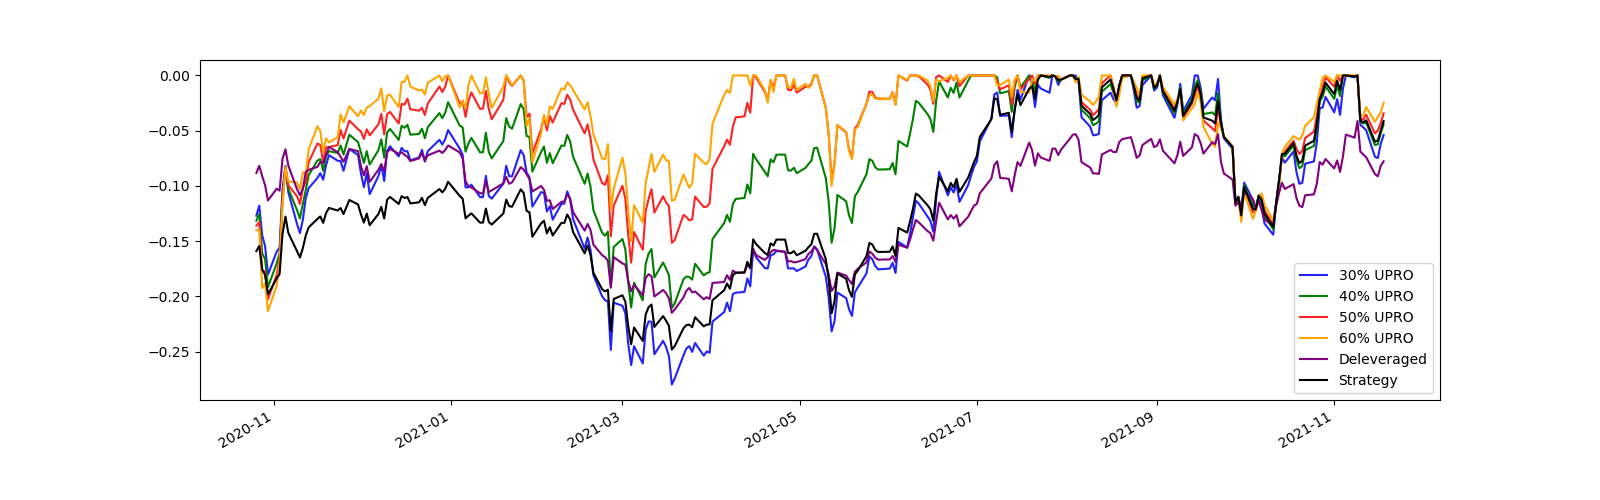 0.00
−0.05
−0.10
−0.15
−0.20
−0.25
2020-11
2021-01
2021-03
2021-05
2021-07
2021-09
2021-11
30% UPRO
40% UPRO
50% UPRO
60% UPRO
Deleveraged
Strategy